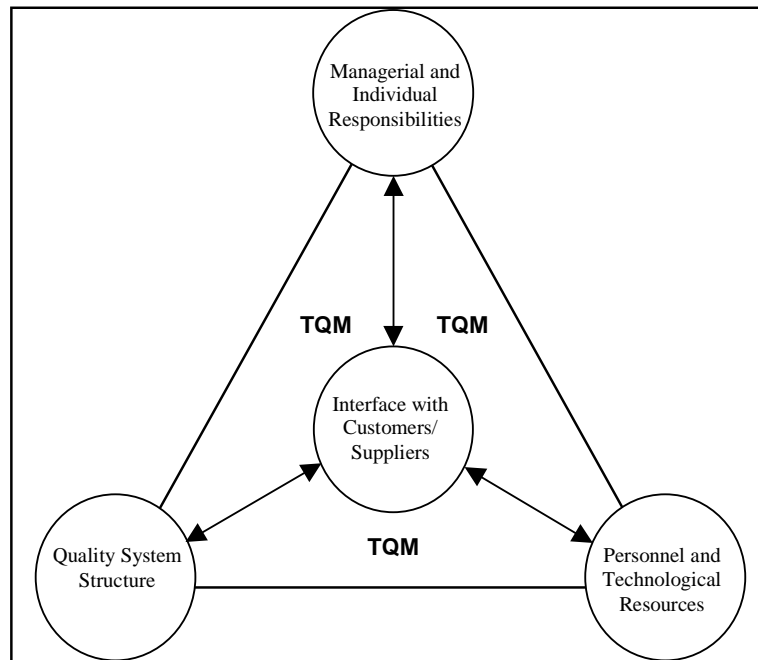 Managerial and
Individual
Responsibilities
TQM
TQM
Interface with
Customers/
Suppliers
TQM
Quality System
Structure
Personnel and
Technological
Resources